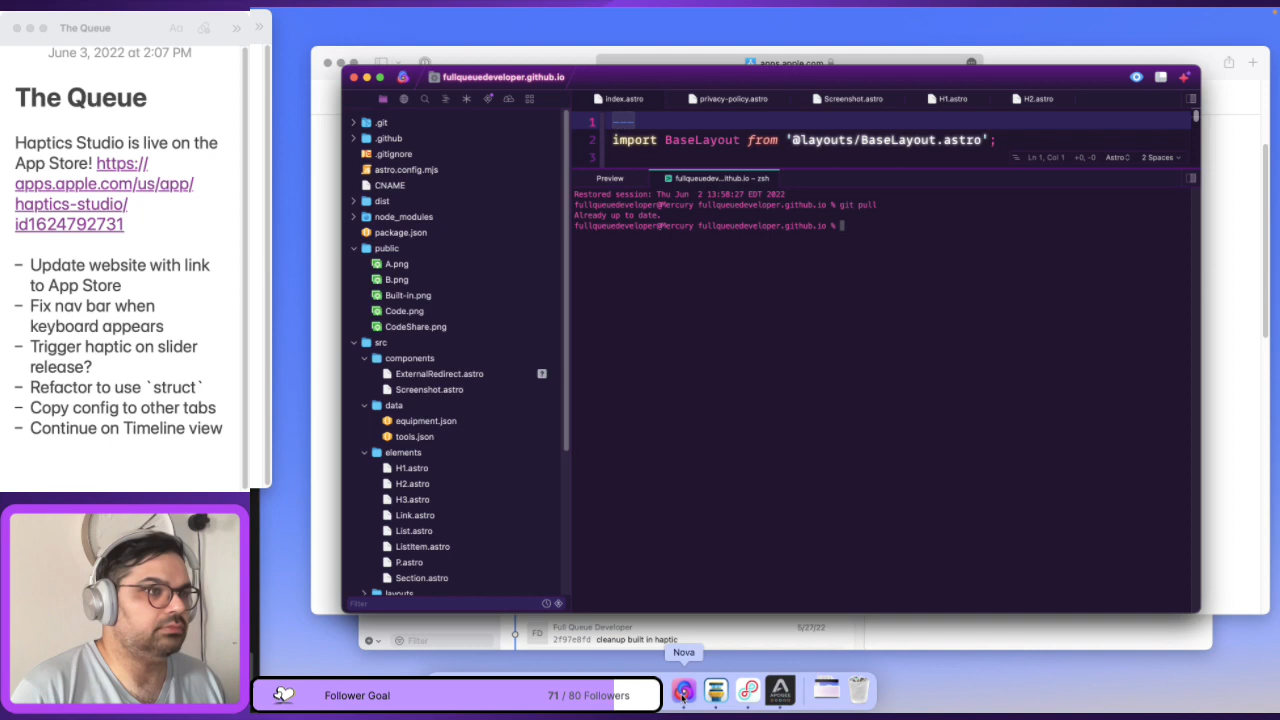 The Queue
June 3, 2022 at 2:07 PM
The Queue
Haptics Studio is live on the
App Store! https://
apps.apple.com/us/app/
haptics-studio/
id1624792731
- Update website with link
to App Store
- Fix nav bar when
keyboard appears
- Trigger haptic on slider
release?
- Refactor to use `struct`
- Copy config to other tabs
- Continue on Timeline view
apps.apple.com
fullqueuedeveloper.github.io
index.astro
privacy-policy.astro
Screenshot.astro
H1.astro
H2.astro
.git
.github
.gitignore
astro.config.mjs
CNAME
dist
node_modules
package.json
public
A.png
B.png
Built-in.png
Code.png
CodeShare.png
src
components
ExternalRedirect.astro
?
Screenshot.astro
data
equipment.json
tools.json
elements
H1.astro
H2.astro
H3.astro
Link.astro
List.astro
ListItem.astro
P.astro
Section.astro
layouts
Filter
1 ---
2 import BaseLayout from '@layouts/BaseLayout.astro';
3
Ln 1, Col 1 +0, -0 Astro 2 Spaces
Preview
fullqueuedev...ithub.io — zsh
Restored session: Thu Jun 2 13:58:27 EDT 2022
fullqueuedeveloper@Mercury fullqueuedeveloper.github.io % git pull
Already up to date.
fullqueuedeveloper@Mercury fullqueuedeveloper.github.io %
Filter
FD
Full Queue Developer
5/27/22
2f97e8fd cleanup built in haptic
Nova
Follower Goal
71 / 80 Followers